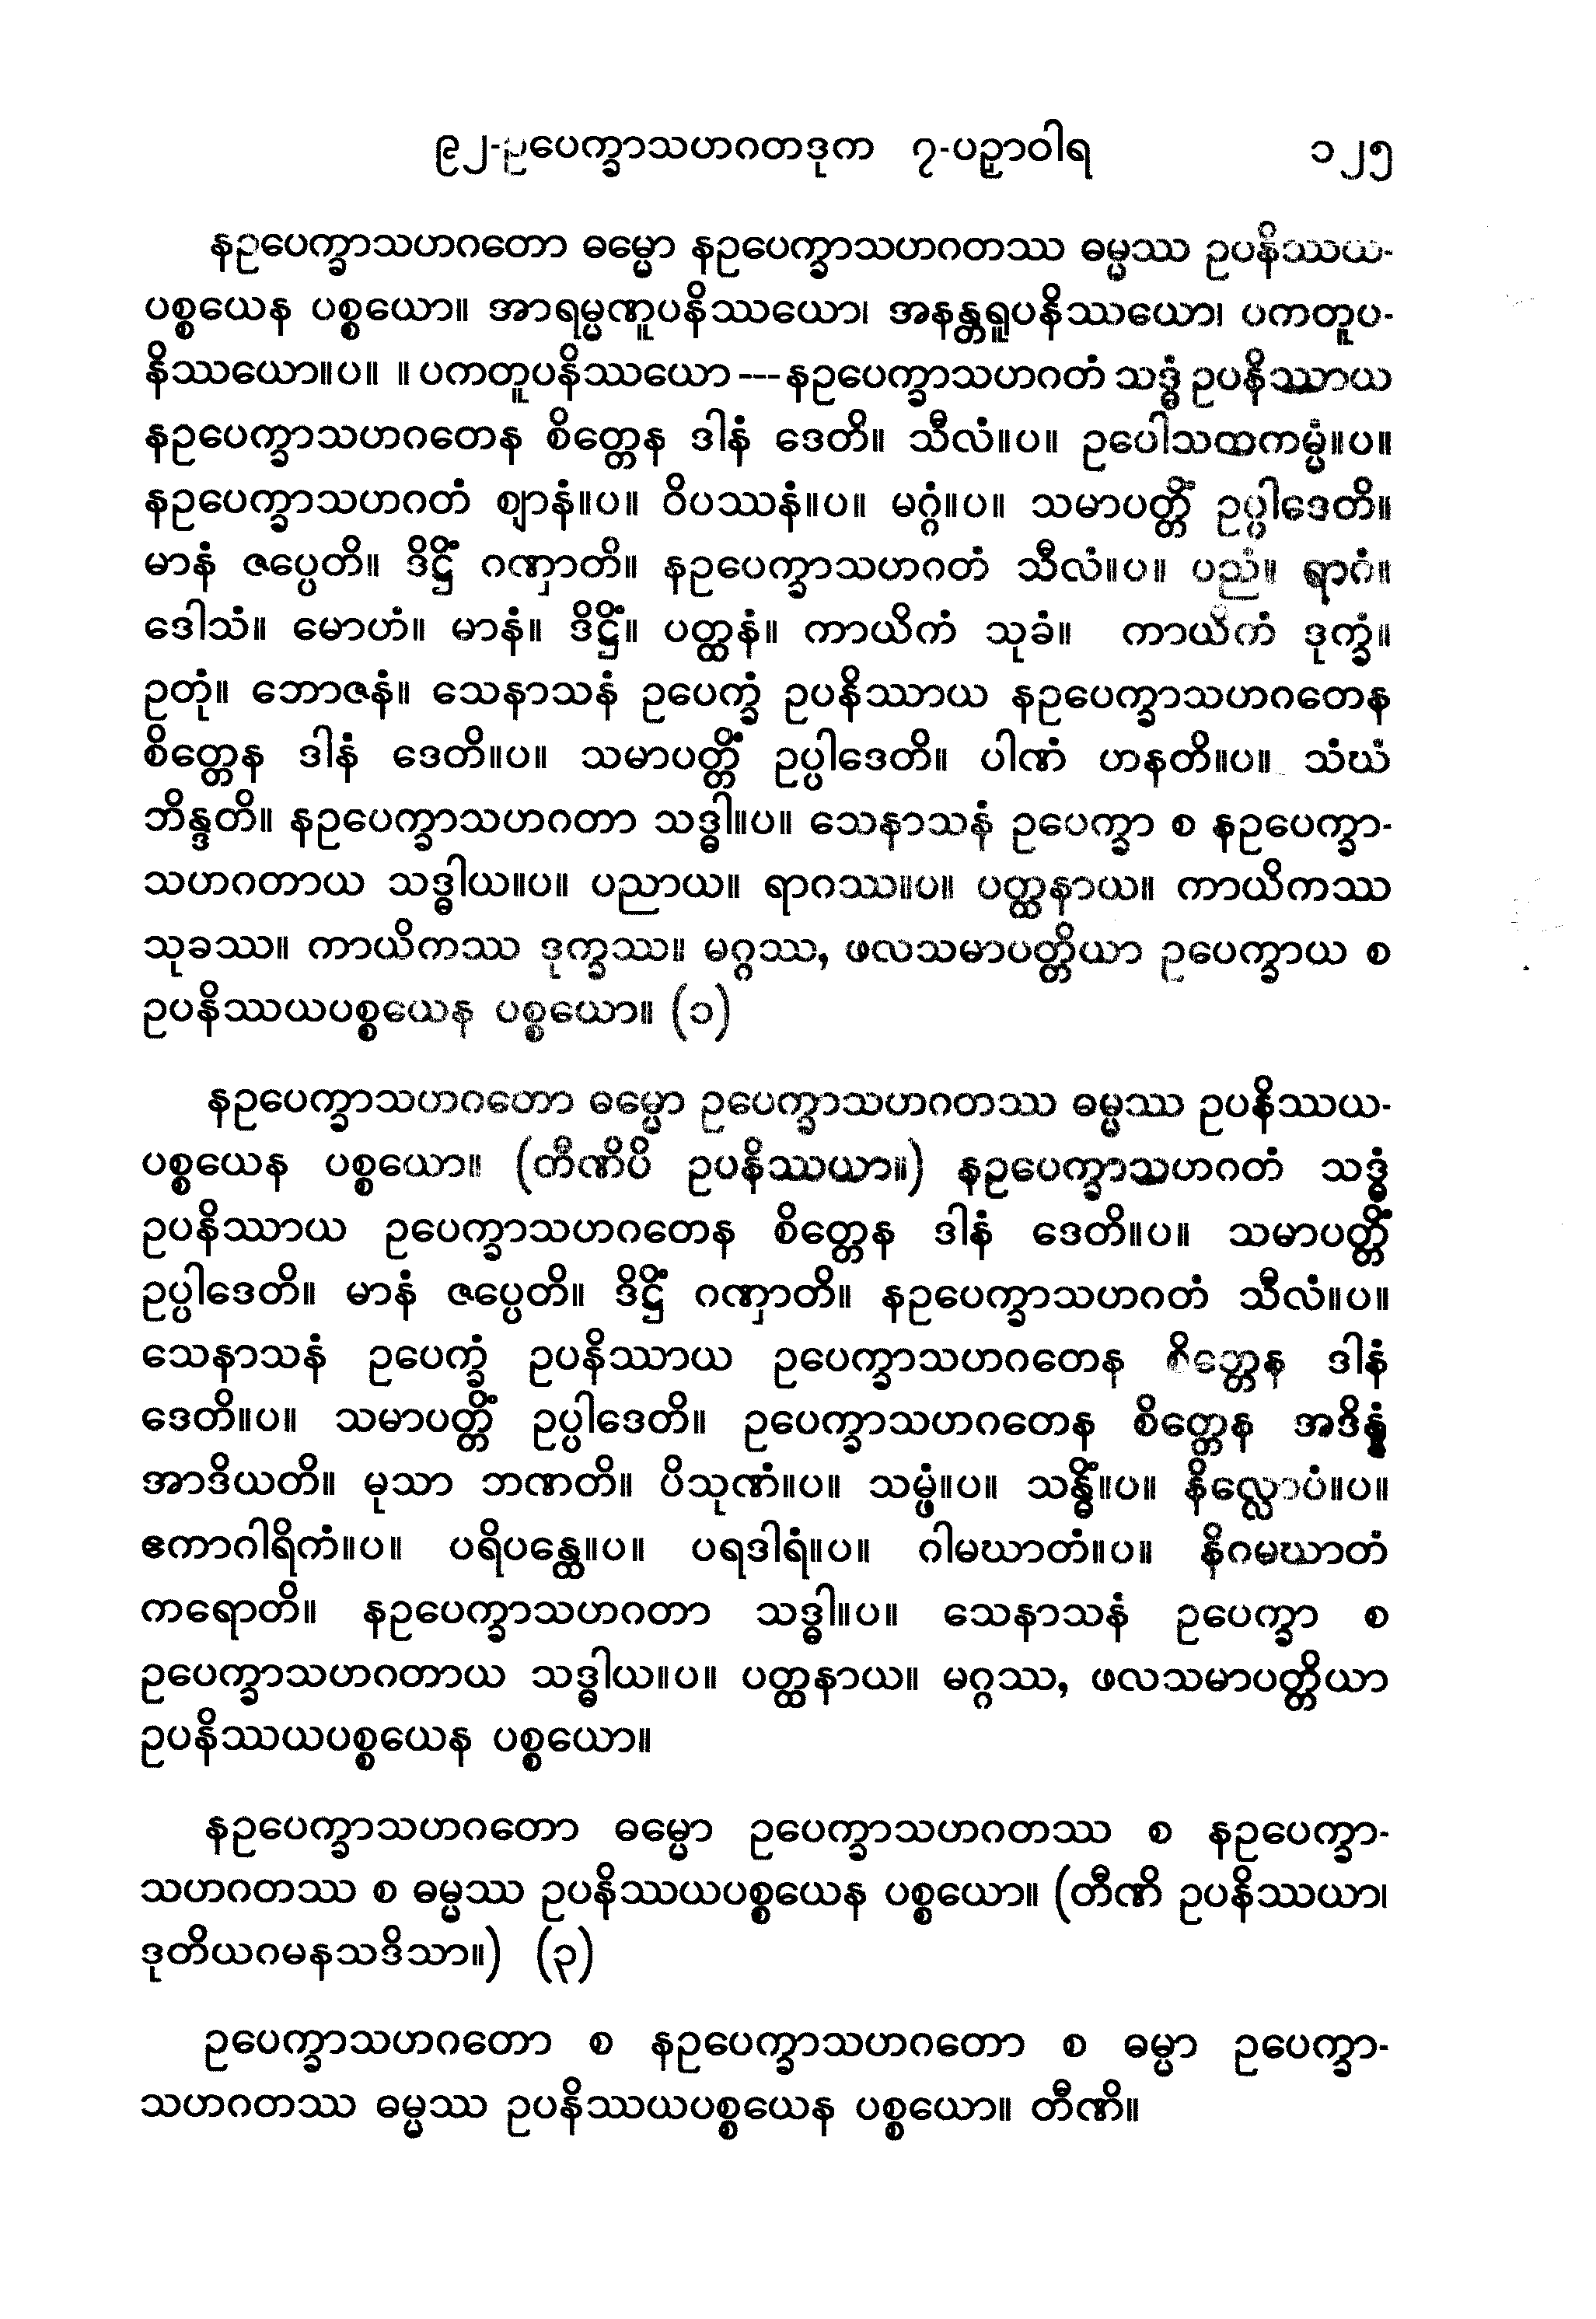 ၉၂-ဥပေက္ခာသဟဂတဒုက ၇-ပဉှာဝါရ ၁၂၅
နဥပေက္ခာသဟဂတော ဓမ္မော နဥပေက္ခာသဟဂတဿ ဓမ္မဿ ဥပနိဿယ-
ပစ္စယေန ပစ္စယော။ အာရမ္မဏူပနိဿယော၊ အနန္တရူပနိဿယော၊ ပကတူပ-
နိဿယော။ပ။ ။ ပကတူပနိဿယော --- နဥပေက္ခာသဟဂတံ သဒ္ဓံ ဥပနိဿာယ
နဥပေက္ခာသဟဂတေန စိတ္တေန ဒါနံ ဒေတိ။ သီလံ။ပ။ ဥပေါသထကမ္မံ။ပ။
နဥပေက္ခာသဟဂတံ ဈာနံ။ပ။ ဝိပဿနံ။ပ။ မဂ္ဂံ။ပ။ သမာပတ္တိံ ဥပ္ပါဒေတိ။
မာနံ ဇပ္ပေတိ။ ဒိဋ္ဌိံ ဂဏှာတိ။ နဥပေက္ခာသဟဂတံ သီလံ။ပ။ ပညံ။ ရာဂံ။
ဒေါသံ။ မောဟံ။ မာနံ။ ဒိဋ္ဌိံ။ ပတ္ထနံ။ ကာယိကံ သုခံ။ ကာယိကံ ဒုက္ခံ။
ဥတုံ။ ဘောဇနံ။ သေနာသနံ ဥပေက္ခံ ဥပနိဿာယ နဥပေက္ခာသဟဂတေန
စိတ္တေန ဒါနံ ဒေတိ။ပ။ သမာပတ္တိံ ဥပ္ပါဒေတိ။ ပါဏံ ဟနတိ။ပ။ သံဃံ
ဘိန္ဒတိ။ နဥပေက္ခာသဟဂတာ သဒ္ဓါ။ပ။ သေနာသနံ ဥပေက္ခာ စ နဥပေက္ခာ-
သဟဂတာယ သဒ္ဓါယ။ပ။ ပညာယ။ ရာဂဿ။ပ။ ပတ္ထနာယ။ ကာယိကဿ
သုခဿ။ ကာယိကဿ ဒုက္ခဿ။ မဂ္ဂဿ, ဖလသမာပတ္တိယာ ဥပေက္ခာယ စ
ဥပနိဿယပစ္စယေန ပစ္စယော။ (၁)
နဥပေက္ခာသဟဂတော ဓမ္မော ဥပေက္ခာသဟဂတဿ ဓမ္မဿ ဥပနိဿယ-
ပစ္စယေန ပစ္စယော။ (တီဏိပိ ဥပနိဿယာ။) နဥပေက္ခာသဟဂတံ သဒ္ဓံ
ဥပနိဿာယ ဥပေက္ခာသဟဂတေန စိတ္တေန ဒါနံ ဒေတိ။ပ။ သမာပတ္တိံ
ဥပ္ပါဒေတိ။ မာနံ ဇပ္ပေတိ။ ဒိဋ္ဌိံ ဂဏှာတိ။ နဥပေက္ခာသဟဂတံ သီလံ။ပ။
သေနာသနံ ဥပေက္ခံ ဥပနိဿာယ ဥပေက္ခာသဟဂတေန စိတ္တေန ဒါနံ
ဒေတိ။ပ။ သမာပတ္တိံ ဥပ္ပါဒေတိ။ ဥပေက္ခာသဟဂတေန စိတ္တေန အဒိန္နံ
အာဒိယတိ။ မုသာ ဘဏတိ။ ပိသုဏံ။ပ။ သမ္ဖံ။ပ။ သန္ဓိံ။ပ။ နိလ္လောပံ။ပ။
ဧကာဂါရိကံ။ပ။ ပရိပန္ထေ။ပ။ ပရဒါရံ။ပ။ ဂါမဃာတံ။ပ။ နိဂမဃာတံ
ကရောတိ။ နဥပေက္ခာသဟဂတာ သဒ္ဓါ။ပ။ သေနာသနံ ဥပေက္ခာ စ
ဥပေက္ခာသဟဂတာယ သဒ္ဓါယ။ပ။ ပတ္ထနာယ။ မဂ္ဂဿ, ဖလသမာပတ္တိယာ
ဥပနိဿယပစ္စယေန ပစ္စယော။
နဥပေက္ခာသဟဂတော ဓမ္မော ဥပေက္ခာသဟဂတဿ စ နဥပေက္ခာ-
သဟဂတဿ စ ဓမ္မဿ ဥပနိဿယပစ္စယေန ပစ္စယော။ (တီဏိ ဥပနိဿယာ၊
ဒုတိယဂမနသဒိသာ။) (၃)
ဥပေက္ခာသဟဂတော စ နဥပေက္ခာသဟဂတော စ ဓမ္မာ ဥပေက္ခာ-
သဟဂတဿ ဓမ္မဿ ဥပနိဿယပစ္စယေန ပစ္စယော။ တီဏိ။